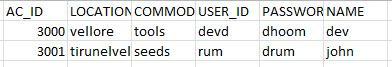 AC_ID LOCATION COMMOD USER_ID PASSWOR NAME
3000 vellore tools devd dhoom dev
3001 tirunelvel seeds rum drum john